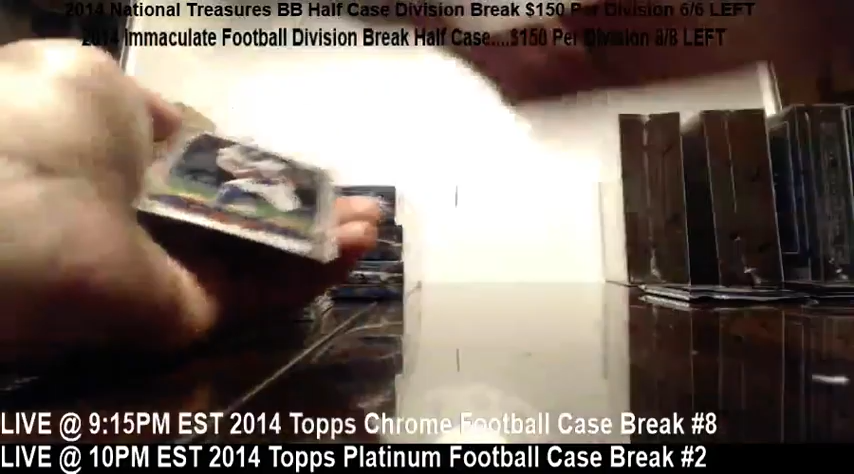 2014 National Treasures BB Half Case Division Break $150 Per Division 6/6 LEFT
2014 Immaculate Football Division Break Half Case....$150 Per Division 8/8 LEFT
LIVE @ 9:15PM EST 2014 Topps Chrome Football Case Break #8
LIVE @ 10PM EST 2014 Topps Platinum Football Case Break #2